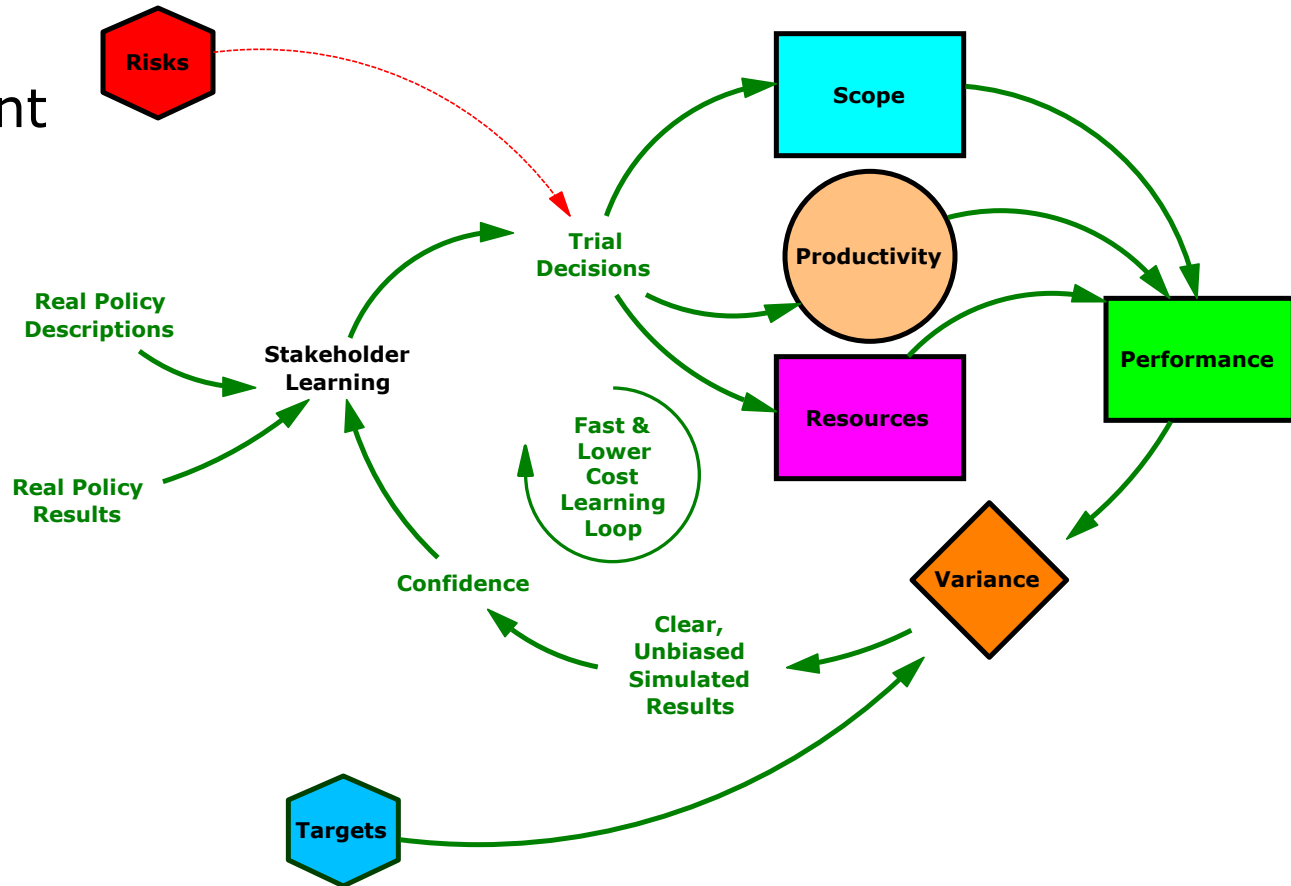 Risks
nt
Scope
Trial
Decisions
Productivity
Real Policy
Descriptions
Stakeholder
Learning
Performance
Resources
Fast &
Lower
Cost
Learning
Loop
Real Policy
Results
Confidence
Variance
Clear,
Unbiased
Simulated
Results
Targets